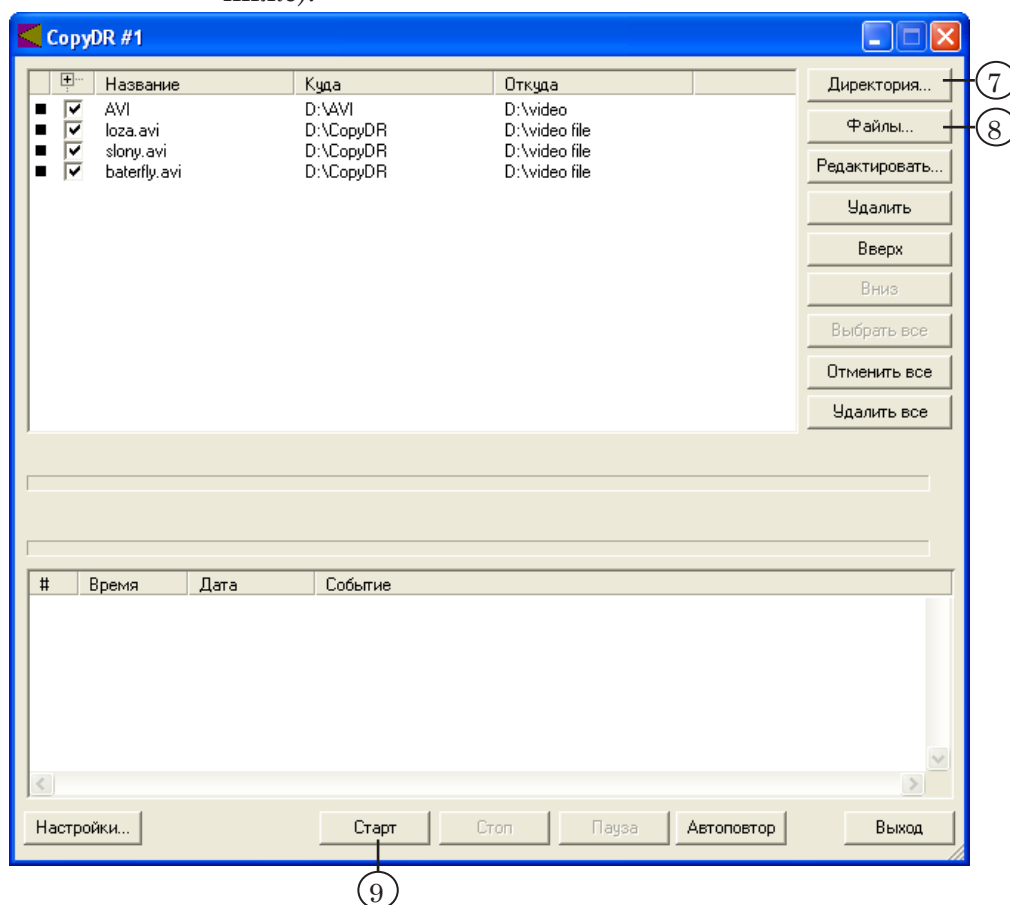 CopyDR #1
Название Куда Откуда
AVI D:\AVI D:\video
loza.avi D:\CopyDR D:\video file
slony.avi D:\CopyDR D:\video file
baterfly.avi D:\CopyDR D:\video file
Директория... 7
Файлы... 8
Редактировать...
Удалить
Вверх
Вниз
Выбрать все
Отменить все
Удалить все
# Время Дата Событие
Настройки... Старт Стоп Пауза Автоповтор Выход
9